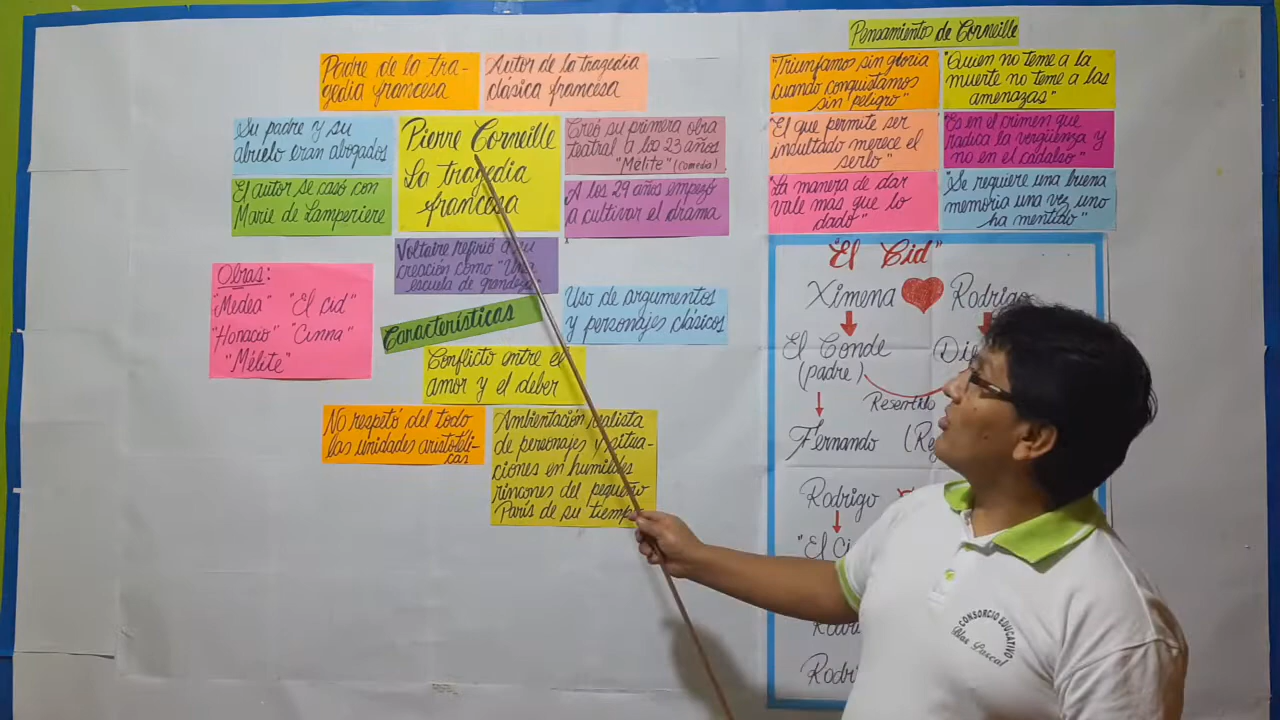 Padre de la tra-
gedia francesa
Autor de la tragedia
clásica francesa
Su padre y su
abuelo eran abogados
Pierre Corneille
La tragedia
francesa
Creó su primera obra
teatral a los 23 años
"Mélite" (comedia)
El autor se casó con
Marie de Lamperiere
A los 29 años empezó
a cultivar el drama
Voltaire refirió a su
creación como "Una
escuela de grandeza"
Obras:
"Medea" "El cid"
"Honacio" "Cinna"
"Mélite"
Características
Uso de argumentos
y personajes clásicos
Conflicto entre el
amor y el deber
No respetó del todo
las unidades aristotéli-
cas
Ambientación realista
de personajes y situa-
ciones en humildes
rincones del pequeño
París de su tiempo
Pensamientos de Corneille
"Triunfamos sin gloria
cuando conquistamos
sin peligro"
"Quien no teme a la
muerte no teme a las
amenazas"
"El que permite ser
insultado merece el
serlo"
"Es en el crimen que
radica la vergüenza y
no en el cadalso"
"La manera de dar
vale mas que lo
dado"
"Se requiere una buena
memoria una vez uno
ha mentido"
"El Cid"
Ximena Rodrigo
El Conde
(padre)
Fernando
Rodrigo
CONSORCIO EDUCATIVO
Blas Pascal